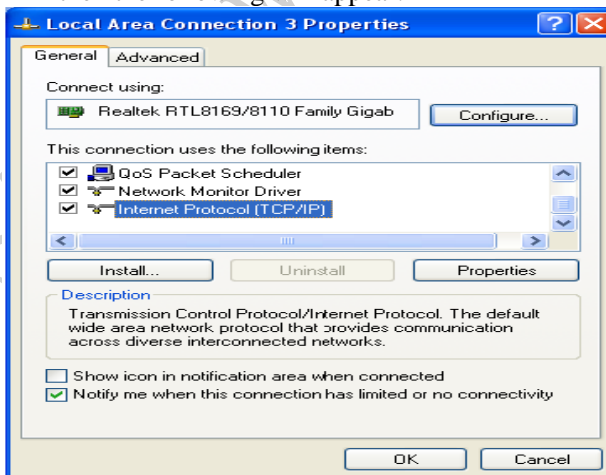 Local Area Connection 3 Properties
General Advanced
Connect using:
Realtek RTL8169/8110 Family Gigab Configure...
This connection uses the following items:
QoS Packet Scheduler
Network Monitor Driver
Internet Protocol (TCP/IP)
Install... Uninstall Properties
Description
Transmission Control Protocol/Internet Protocol. The default
wide area network protocol that provides communication
across diverse interconnected networks.
Show icon in notification area when connected
Notify me when this connection has limited or no connectivity
OK Cancel